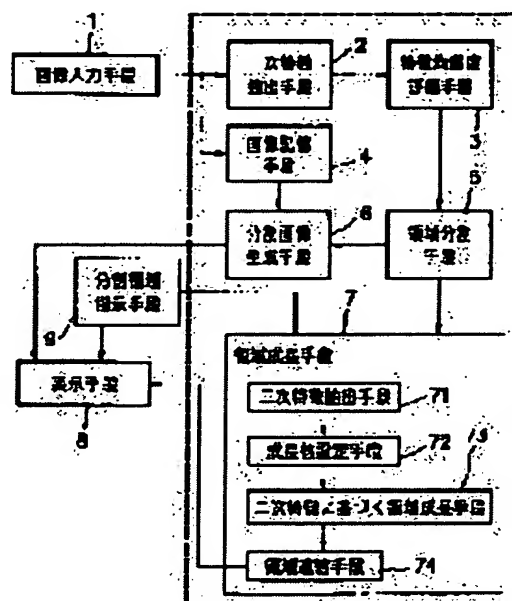 1
画像入力手段
2
一次特徴
抽出手段
3
画像記憶
手段
4
5
6
分割画像
生成手段
領域分割
手段
分割領域
指示手段
9
7
領域成長手段
表示手段
8
二次特徴抽出手段
71
成長核設定手段
72
二次特徴に基づく領域成長手段
73
領域連結手段
74